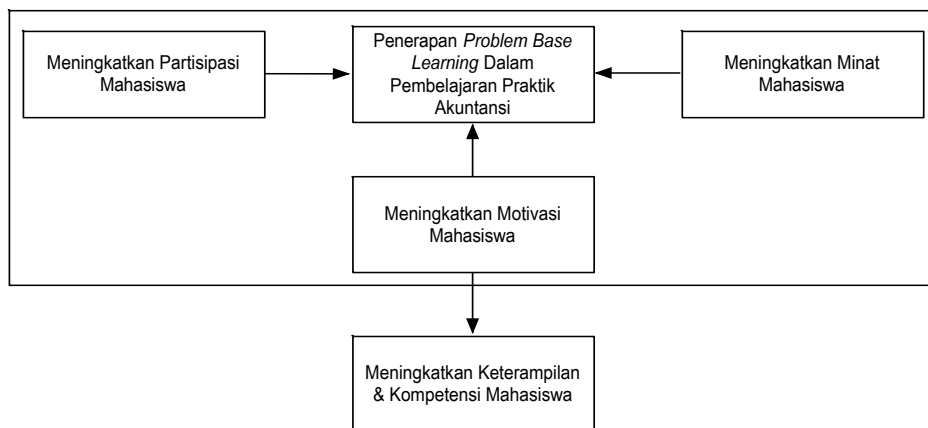 Meningkatkan Partisipasi
Mahasiswa
Penerapan Problem Base
Learning Dalam
Pembelajaran Praktik
Akuntansi
Meningkatkan Minat
Mahasiswa
Meningkatkan Motivasi
Mahasiswa
Meningkatkan Keterampilan
& Kompetensi Mahasiswa